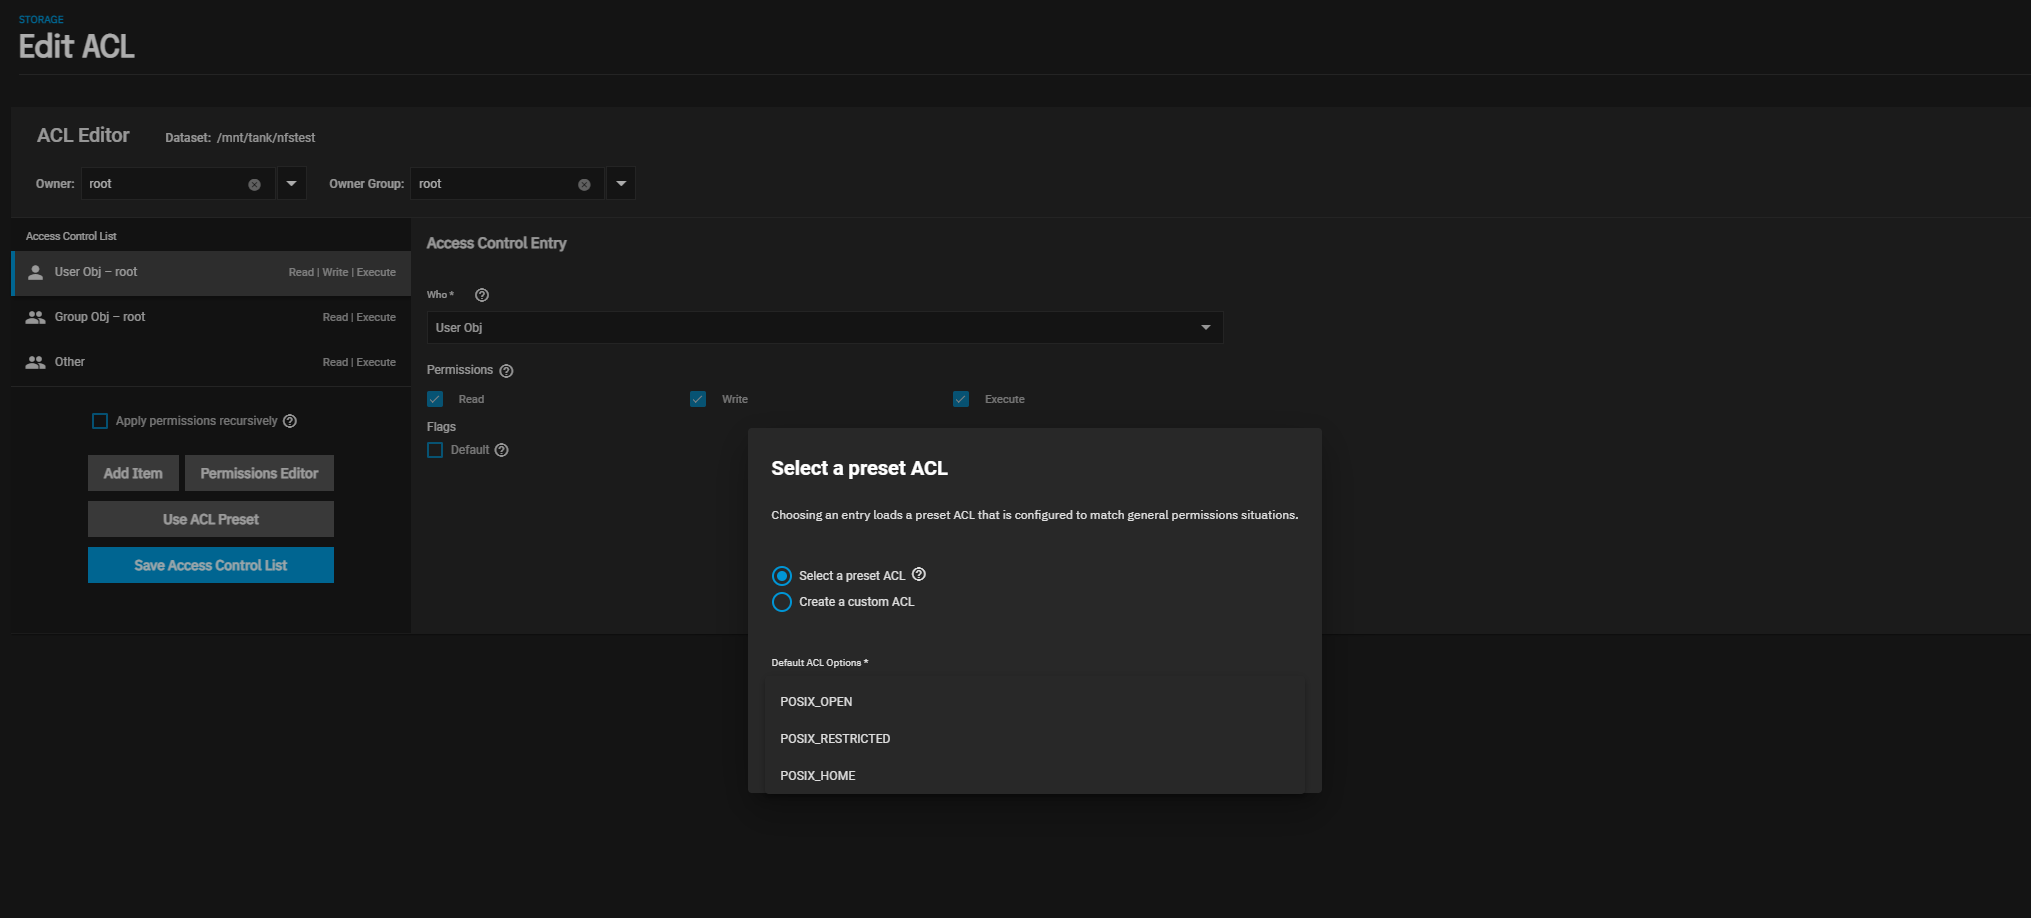 STORAGE
Edit ACL
ACL Editor Dataset: /mnt/tank/nfstest
Owner: root Owner Group: root
Access Control List
User Obj – root Read | Write | Execute
Group Obj – root Read | Execute
Other Read | Execute
Apply permissions recursively
Add Item Permissions Editor
Use ACL Preset
Save Access Control List
Access Control Entry
Who *
User Obj
Permissions
Read Write Execute
Flags
Default
Select a preset ACL
Choosing an entry loads a preset ACL that is configured to match general permissions situations.
Select a preset ACL
Create a custom ACL
Default ACL Options *
POSIX_OPEN
POSIX_RESTRICTED
POSIX_HOME